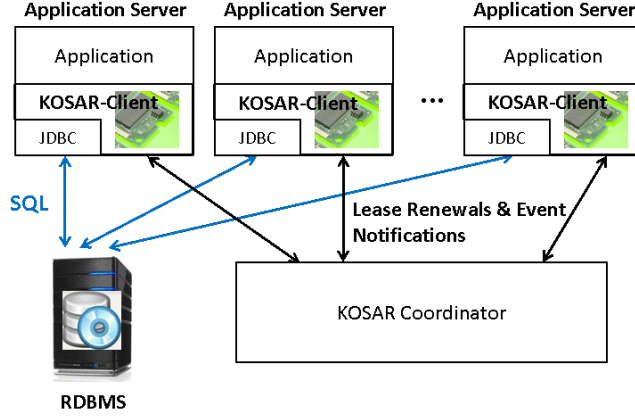 Application Server
Application Server
Application Server
Application
Application
Application
KOSAR-Client
KOSAR-Client
...
KOSAR-Client
JDBC
JDBC
JDBC
SQL
Lease Renewals & Event
Notifications
KOSAR Coordinator
RDBMS